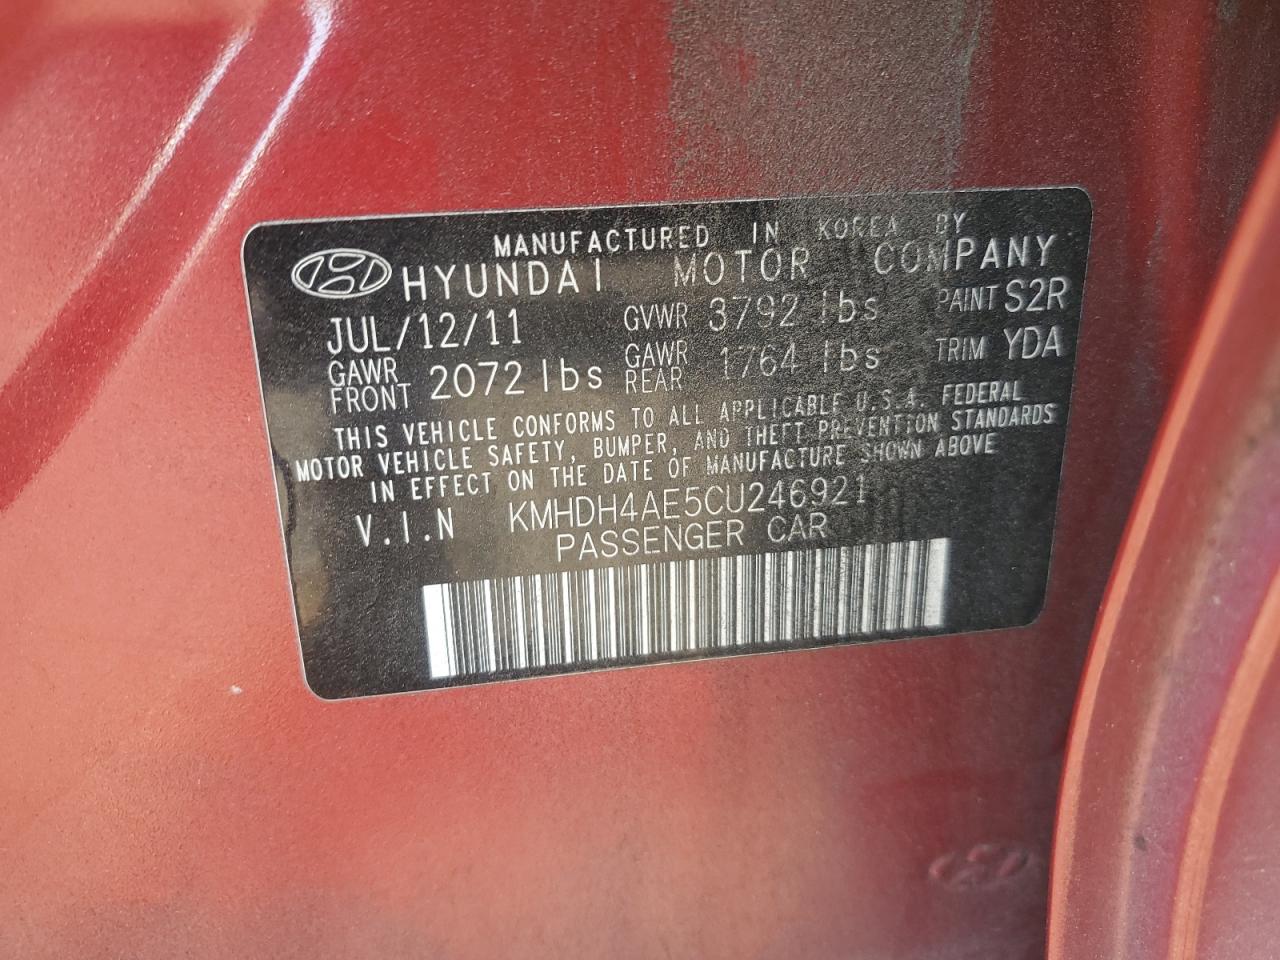 MANUFACTURED IN KOREA BY
HYUNDAI MOTOR COMPANY
JUL/12/11 GVWR 3792 lbs PAINT S2R
GAWR FRONT 2072 lbs GAWR REAR 1764 lbs TRIM YDA
THIS VEHICLE CONFORMS TO ALL APPLICABLE U.S.A. FEDERAL
MOTOR VEHICLE SAFETY, BUMPER, AND THEFT PREVENTION STANDARDS
IN EFFECT ON THE DATE OF MANUFACTURE SHOWN ABOVE
V.I.N KMHDH4AE5CU246921
PASSENGER CAR